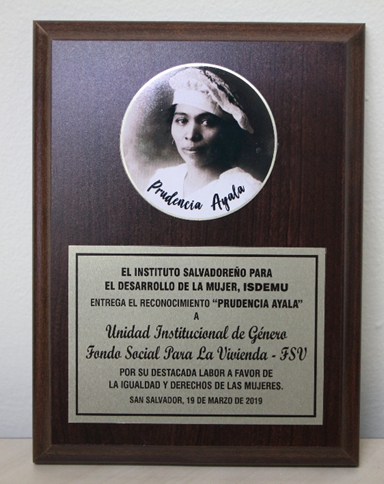 Prudencia Ayala
EL INSTITUTO SALVADOREÑO PARA
EL DESARROLLO DE LA MUJER, ISDEMU
ENTREGA EL RECONOCIMIENTO “PRUDENCIA AYALA”
A
Unidad Institucional de Género
Fondo Social Para La Vivienda - FSV
POR SU DESTACADA LABOR A FAVOR DE
LA IGUALDAD Y DERECHOS DE LAS MUJERES.
SAN SALVADOR, 19 DE MARZO DE 2019